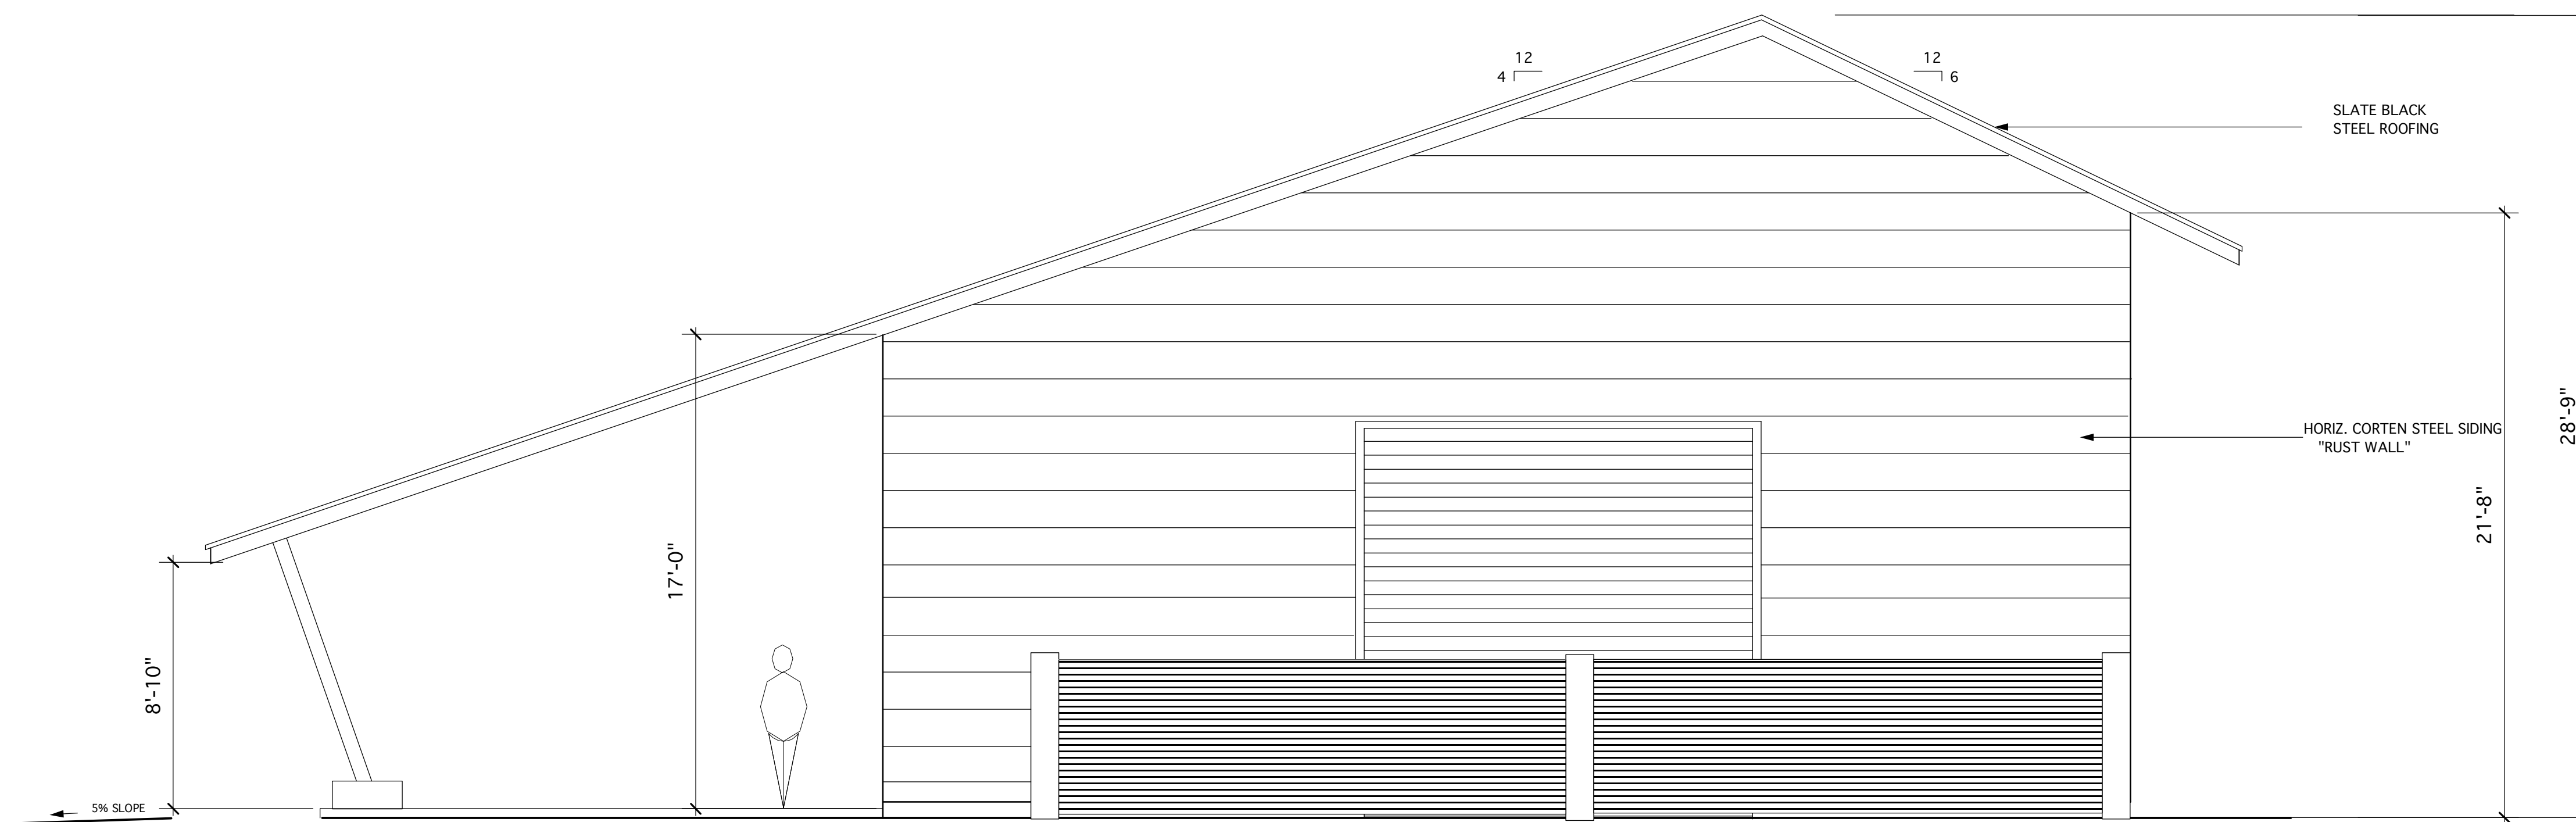 12
4
12
6
SLATE BLACK
STEEL ROOFING
28'-9"
HORIZ. CORTEN STEEL SIDING
"RUST WALL"
21'-8"
17'-0"
8'-10"
5% SLOPE